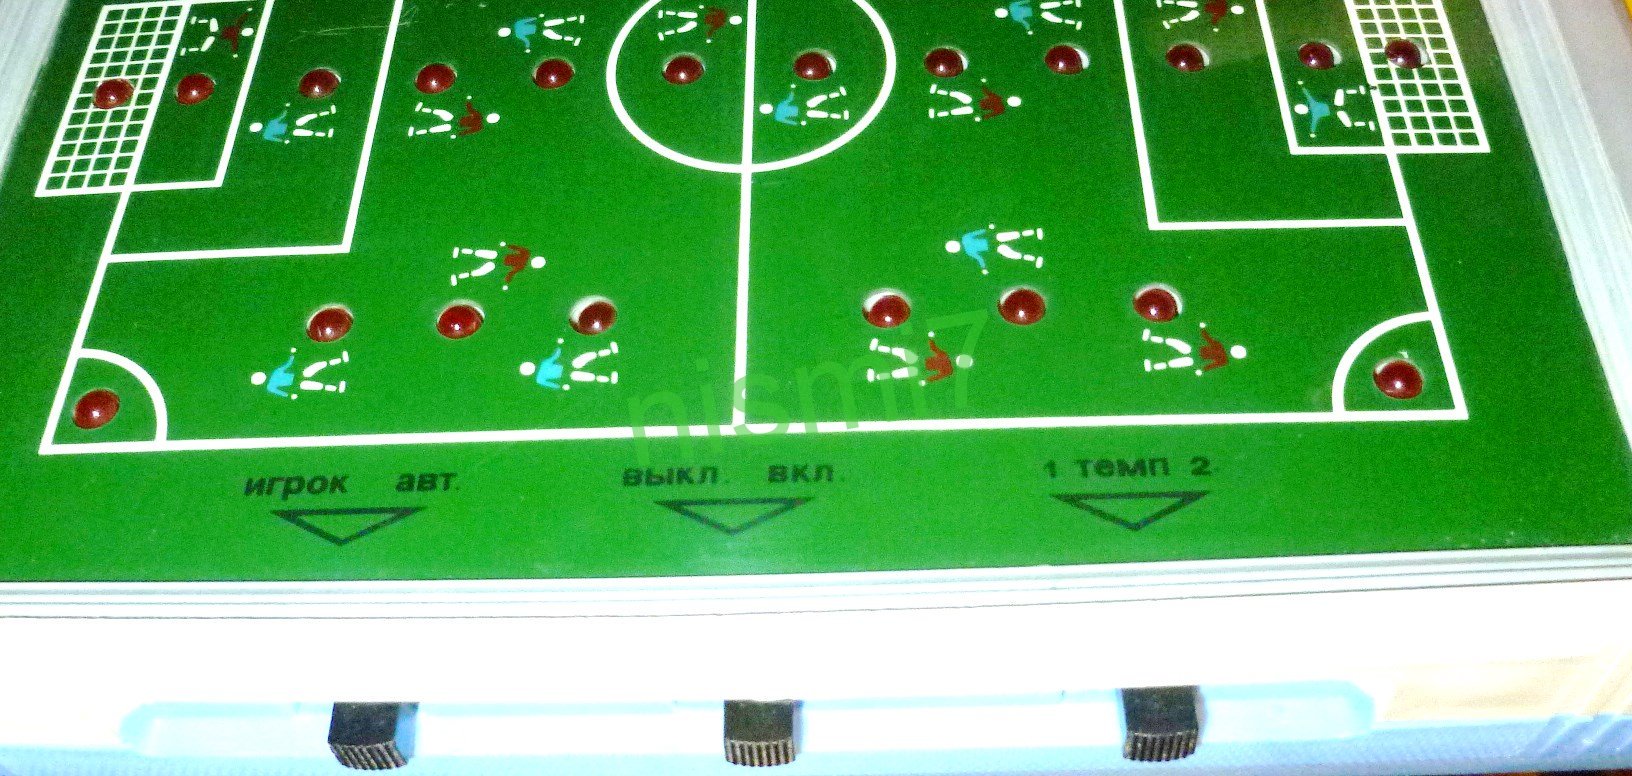 nismi7
игрок авт.
выкл. вкл.
1 темп 2